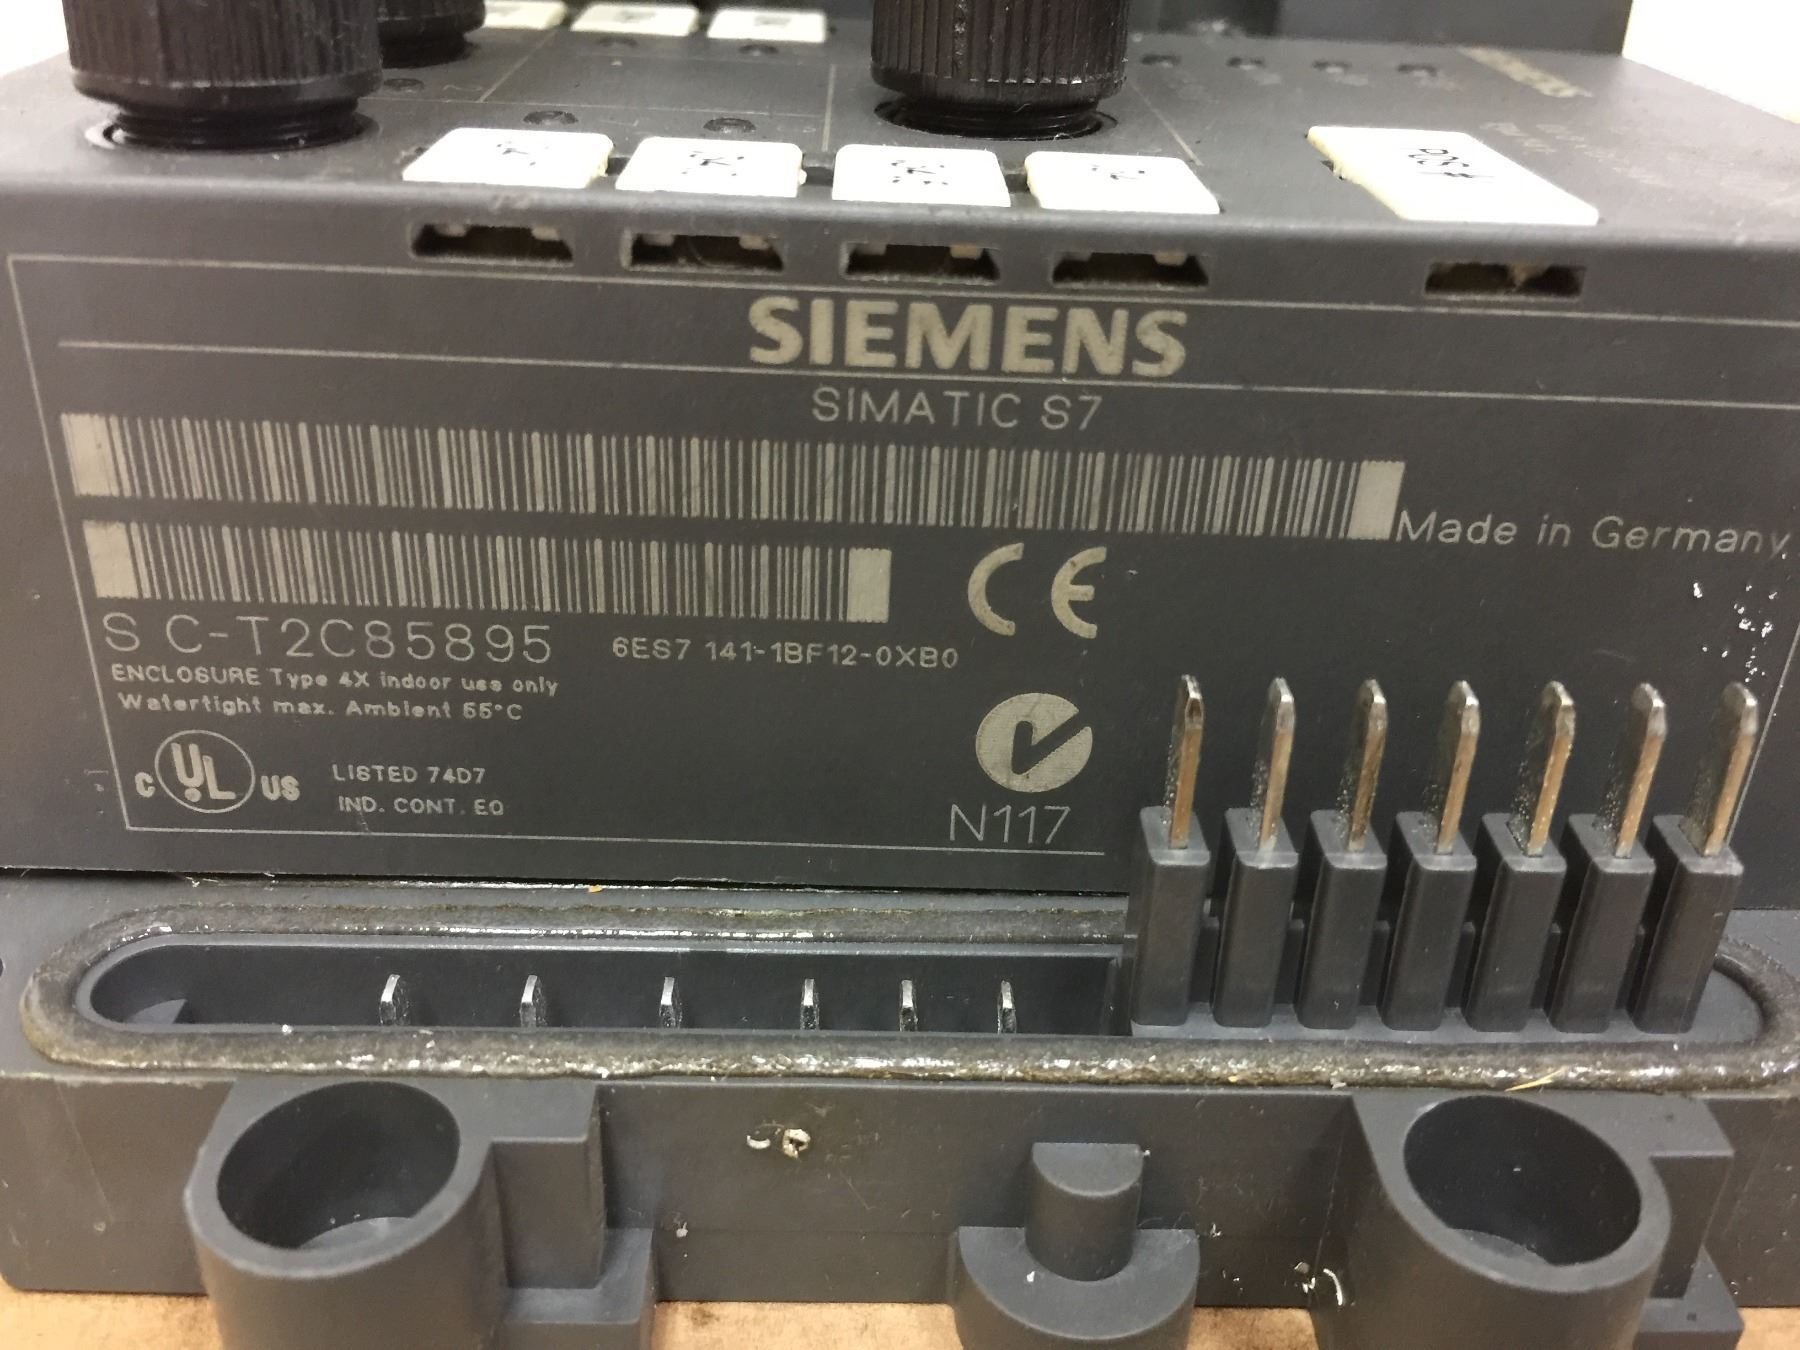 SIEMENS
SIMATIC S7
Made in Germany
S C-T2C85895
6ES7 141-1BF12-0XB0
CE
ENCLOSURE Type 4X indoor use only
Watertight max. Ambient 55°C
C UL US
LISTED 74D7
IND. CONT. EQ
N117